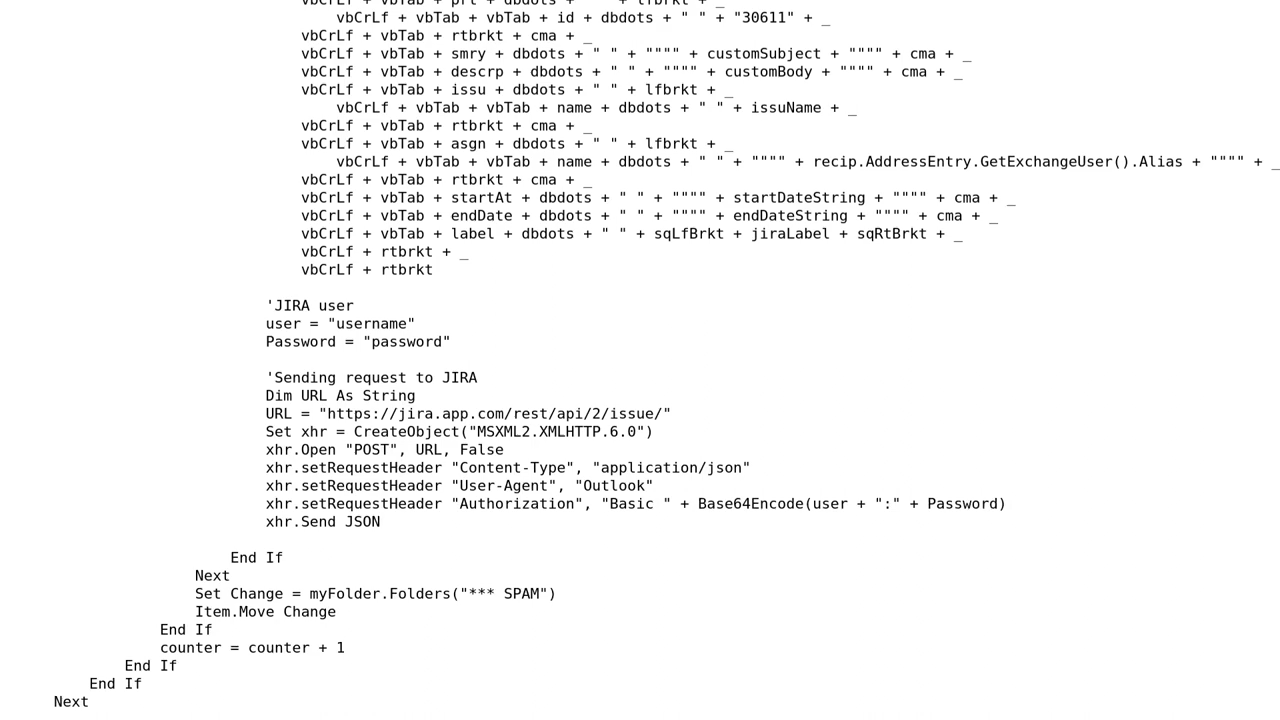 vbCrLf + vbTab + prt + dbdots + " " + lfbrkt + _
vbCrLf + vbTab + vbTab + id + dbdots + " " + "30611" + _
vbCrLf + vbTab + rtbrkt + cma + _
vbCrLf + vbTab + smry + dbdots + " " + """" + customSubject + """" + cma + _
vbCrLf + vbTab + descrp + dbdots + " " + """" + customBody + """" + cma + _
vbCrLf + vbTab + issu + dbdots + " " + lfbrkt + _
vbCrLf + vbTab + vbTab + name + dbdots + " " + issuName + _
vbCrLf + vbTab + rtbrkt + cma + _
vbCrLf + vbTab + asgn + dbdots + " " + lfbrkt + _
vbCrLf + vbTab + vbTab + name + dbdots + " " + """" + recip.AddressEntry.GetExchangeUser().Alias + """" + _
vbCrLf + vbTab + rtbrkt + cma + _
vbCrLf + vbTab + startAt + dbdots + " " + """" + startDateString + """" + cma + _
vbCrLf + vbTab + endDate + dbdots + " " + """" + endDateString + """" + cma + _
vbCrLf + vbTab + label + dbdots + " " + sqLfBrkt + jiraLabel + sqRtBrkt + _
vbCrLf + rtbrkt + _
vbCrLf + rtbrkt
'JIRA user
user = "username"
Password = "password"
'Sending request to JIRA
Dim URL As String
URL = "https://jira.app.com/rest/api/2/issue/"
Set xhr = CreateObject("MSXML2.XMLHTTP.6.0")
xhr.Open "POST", URL, False
xhr.setRequestHeader "Content-Type", "application/json"
xhr.setRequestHeader "User-Agent", "Outlook"
xhr.setRequestHeader "Authorization", "Basic " + Base64Encode(user + ":" + Password)
xhr.Send JSON
End If
Next
Set Change = myFolder.Folders("*** SPAM")
Item.Move Change
End If
counter = counter + 1
End If
End If
Next